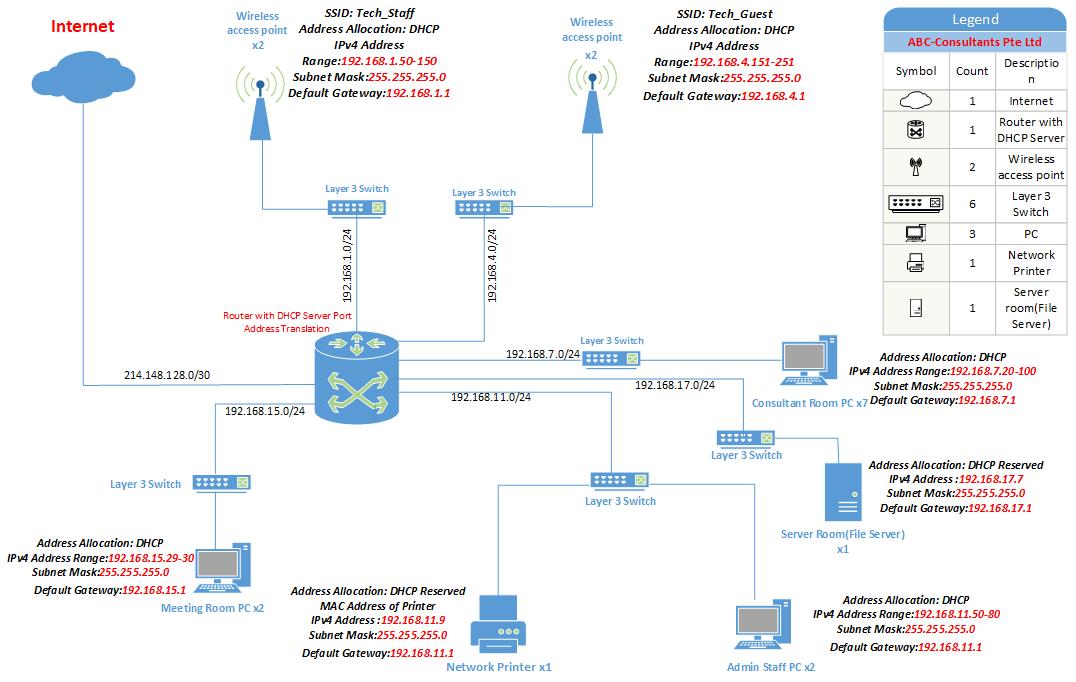 Internet
Wireless
access point
x2
SSID: Tech_Staff
Address Allocation: DHCP
IPv4 Address
Range:192.168.1.50-150
Subnet Mask:255.255.255.0
Default Gateway:192.168.1.1
Wireless
access point
x2
SSID: Tech_Guest
Address Allocation: DHCP
IPv4 Address
Range:192.168.4.151-251
Subnet Mask:255.255.255.0
Default Gateway:192.168.4.1
Legend
ABC-Consultants Pte Ltd
Symbol Count Descriptio
n
1 Internet
1 Router with
DHCP Server
2 Wireless
access point
6 Layer 3
Switch
3 PC
1 Network
Printer
1 Server
room(File
Server)
Layer 3 Switch
Layer 3 Switch
192.168.1.0/24
192.168.4.0/24
Router with DHCP Server Port
Address Translation
214.148.128.0/30
192.168.15.0/24
192.168.7.0/24
Layer 3 Switch
192.168.17.0/24
192.168.11.0/24
Consultant Room PC x7
Address Allocation: DHCP
IPv4 Address Range:192.168.7.20-100
Subnet Mask:255.255.255.0
Default Gateway:192.168.7.1
Layer 3 Switch
Address Allocation: DHCP Reserved
IPv4 Address :192.168.17.7
Subnet Mask:255.255.255.0
Default Gateway:192.168.17.1
Server Room(File Server)
x1
Layer 3 Switch
Layer 3 Switch
Address Allocation: DHCP
IPv4 Address Range:192.168.15.29-30
Subnet Mask:255.255.255.0
Default Gateway:192.168.15.1
Meeting Room PC x2
Address Allocation: DHCP Reserved
MAC Address of Printer
IPv4 Address :192.168.11.9
Subnet Mask:255.255.255.0
Default Gateway:192.168.11.1
Network Printer x1
Address Allocation: DHCP
IPv4 Address Range:192.168.11.50-80
Subnet Mask:255.255.255.0
Default Gateway:192.168.11.1
Admin Staff PC x2